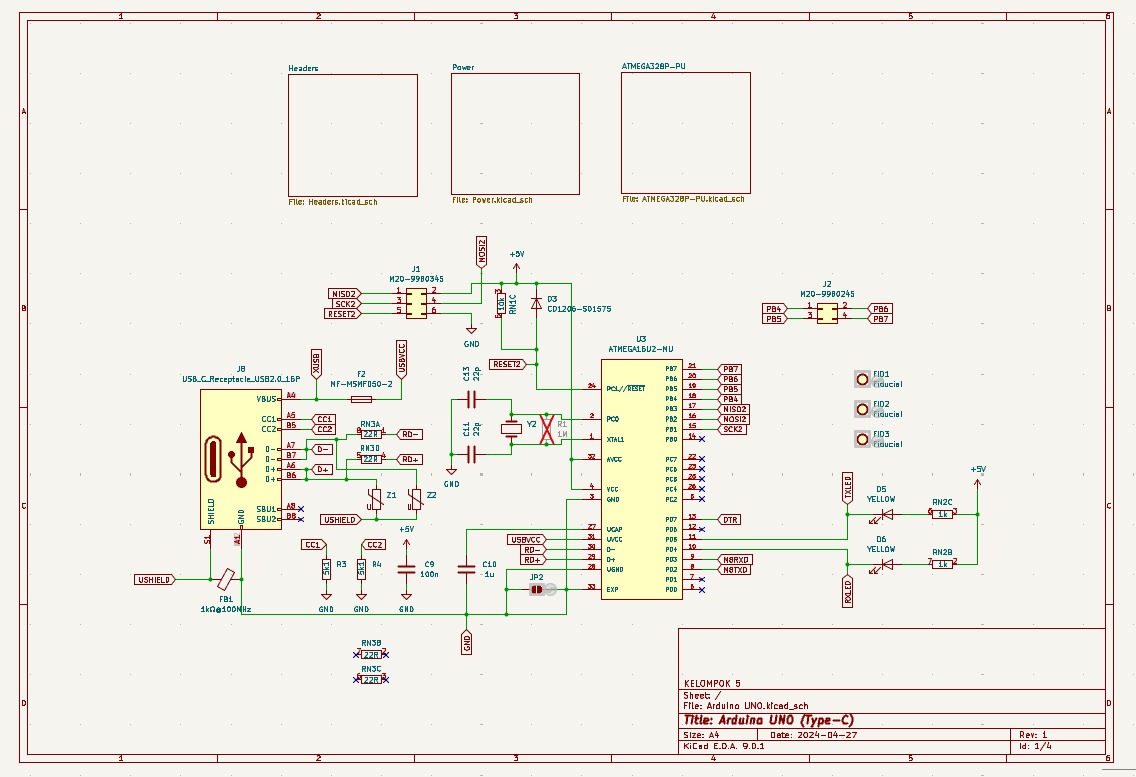 1 2 3 4 5 6
A A
B B
C C
D D
Headers
File: Headers.kicad_sch
Power
File: Power.kicad_sch
ATMEGA328P-PU
File: ATMEGA328P-PU.kicad_sch
J1
M20-9980345
MISO2 1 2
SCK2 3 4
RESET2 5 6
GND
MOSI2
+5V
10k
RN1C
D3
CD1206-S01575
RESET2
J2
M20-9980245
PB4 1 2 PB6
PB5 3 4 PB7
XUSB
USBVCC
F2
MF-MSMF050-2
J8
USB_C_Receptacle_USB2.0_16P
VBUS A4
CC1 A5 CC1
CC2 B5 CC2
D- A7
D- B7 D-
D+ A6 D+
D+ B6
SBU1 A8
SBU2 B8
SHIELD
GND
S1
RN3A
22R
RD-
RN3D
22R
RD+
Z1
Z2
USHIELD
USHIELD
FB1
1kΩ@100MHz
CC1
5k1
R3
GND
CC2
5k1
R4
GND
+5V
C9
100n
GND
C10
1u
GND
C13
22p
C11
22p
GND
Y2
R1
1M
U3
ATMEGA16U2-MU
24 PC1/~RESET
2 PC0
1 XTAL1
32 AVCC
4 VCC
3 GND
27 UCAP
USBVCC 31 UVCC
RD- 30 D-
RD+ 29 D+
28 UGND
33 EXP
JP2
PB7 21 PB7
PB6 20 PB6
PB5 19 PB5
PB4 18 PB4
PB3 17 MISO2
PB2 16 MOSI2
PB1 15 SCK2
PB0 14
PC7 22
PC6 23
PC5 25
PC4 26
PC2 5
PD7 13 DTR
PD6 12
PD5 11
PD4 10
PD3 9 M8RXD
PD2 8 M8TXD
PD1 7
PD0 6
FID1
Fiducial
FID2
Fiducial
FID3
Fiducial
+5V
TXLED
D5
YELLOW
RN2C
1k
D6
YELLOW
RN2B
1k
RXLED
RN3B
22R
RN3C
22R
KELOMPOK 5
Sheet: /
File: Arduino UNO.kicad_sch
Title: Arduino UNO (Type-C)
Size: A4 Date: 2024-04-27 Rev: 1
KiCad E.D.A. 9.0.1 Id: 1/4
1 2 3 4 5 6